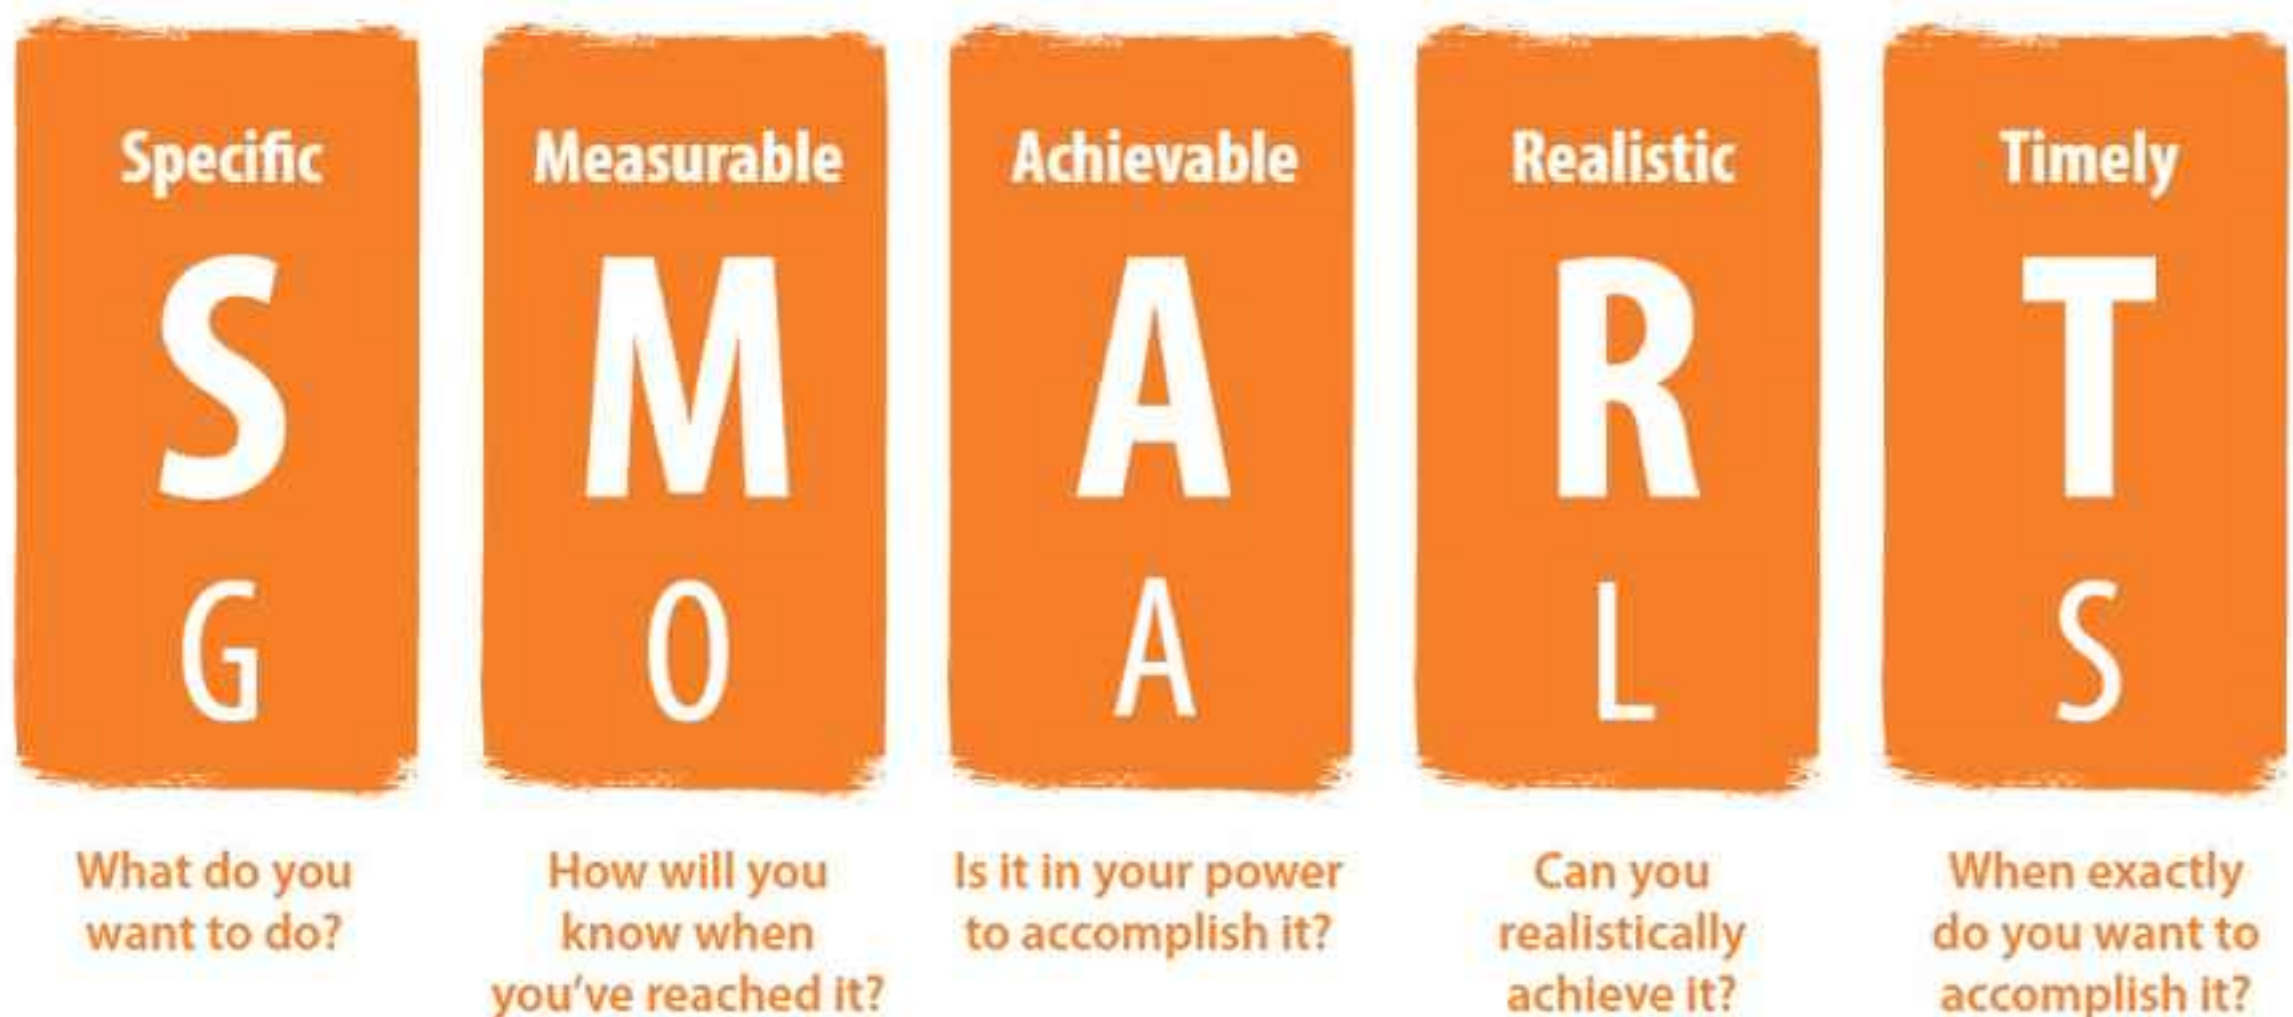 Specific
Measurable
Achievable
Realistic
Timely
S
M
A
R
T
G
O
A
L
S
What do you
want to do?
How will you
know when
you've reached it?
Is it in your power
to accomplish it?
Can you
realistically
achieve it?
When exactly
do you want to
accomplish it?